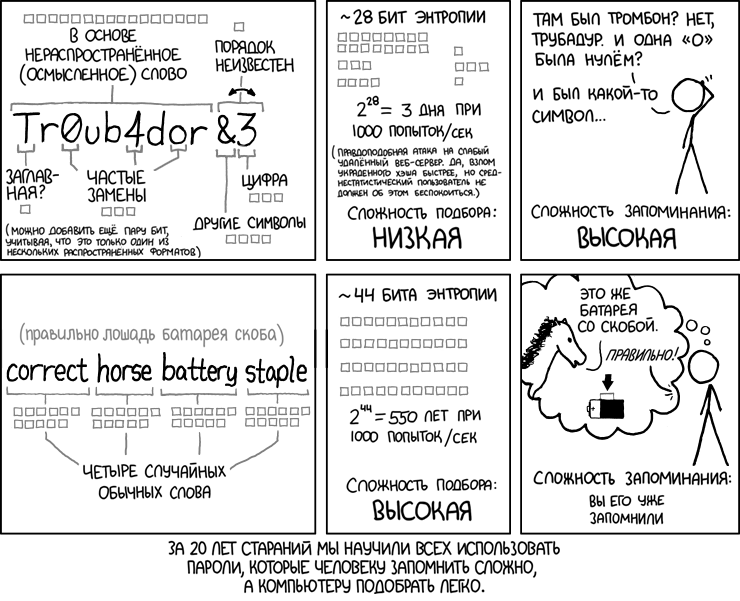 В ОСНОВЕ
НЕРАСПРОСТРАНЁННОЕ
(ОСМЫСЛЕННОЕ) СЛОВО
ПОРЯДОК
НЕИЗВЕСТЕН
Tr0ub4dor &3
ЗАГЛАВ-
НАЯ?
ЧАСТЫЕ
ЗАМЕНЫ
ЦИФРА
ДРУГИЕ СИМВОЛЫ
(МОЖНО ДОБАВИТЬ ЕЩЁ ПАРУ БИТ,
УЧИТЫВАЯ, ЧТО ЭТО ТОЛЬКО ОДИН ИЗ
НЕСКОЛЬКИХ РАСПРОСТРАНЁННЫХ ФОРМАТОВ)
~28 БИТ ЭНТРОПИИ
2^28 = 3 ДНЯ ПРИ
1000 ПОПЫТОК/СЕК
(ПРАВДОПОДОБНАЯ АТАКА НА СЛАБЫЙ
УДАЛЁННЫЙ ВЕБ-СЕРВЕР. ДА, ВЗЛОМ
УКРАДЕННОГО ХЭША БЫСТРЕЕ, НО СРЕД-
НЕСТАТИСТИЧЕСКИЙ ПОЛЬЗОВАТЕЛЬ НЕ
ДОЛЖЕН ОБ ЭТОМ БЕСПОКОИТЬСЯ.)
СЛОЖНОСТЬ ПОДБОРА:
НИЗКАЯ
ТАМ БЫЛ ТРОМБОН? НЕТ,
ТРУБАДУР. И ОДНА «О»
БЫЛА НУЛЁМ?
И БЫЛ КАКОЙ-ТО
СИМВОЛ...
СЛОЖНОСТЬ ЗАПОМИНАНИЯ:
ВЫСОКАЯ
(правильно лошадь батарея скоба)
correct horse battery staple
ЧЕТЫРЕ СЛУЧАЙНЫХ
ОБЫЧНЫХ СЛОВА
~44 БИТА ЭНТРОПИИ
2^44 = 550 ЛЕТ ПРИ
1000 ПОПЫТОК/СЕК
СЛОЖНОСТЬ ПОДБОРА:
ВЫСОКАЯ
ЭТО ЖЕ
БАТАРЕЯ
СО СКОБОЙ.
ПРАВИЛЬНО!
СЛОЖНОСТЬ ЗАПОМИНАНИЯ:
ВЫ ЕГО УЖЕ
ЗАПОМНИЛИ
ЗА 20 ЛЕТ СТАРАНИЙ МЫ НАУЧИЛИ ВСЕХ ИСПОЛЬЗОВАТЬ
ПАРОЛИ, КОТОРЫЕ ЧЕЛОВЕКУ ЗАПОМНИТЬ СЛОЖНО,
А КОМПЬЮТЕРУ ПОДОБРАТЬ ЛЕГКО.